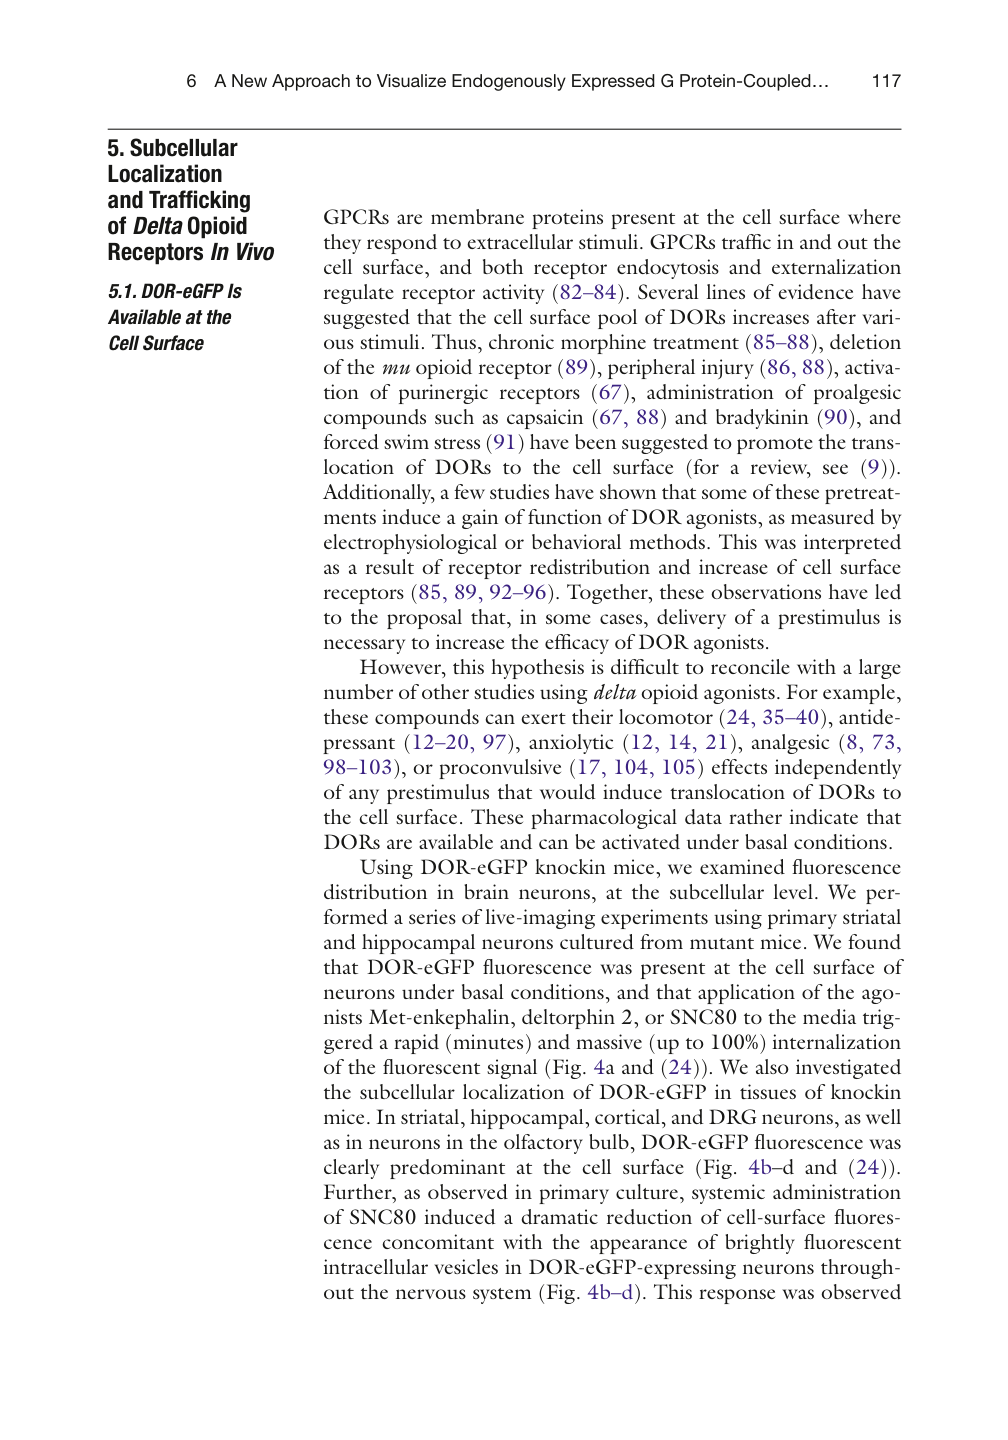 6 A New Approach to Visualize Endogenously Expressed G Protein-Coupled… 117
5. Subcellular
Localization
and Trafficking
of Delta Opioid
Receptors In Vivo
5.1. DOR-eGFP Is
Available at the
Cell Surface
GPCRs are membrane proteins present at the cell surface where
they respond to extracellular stimuli. GPCRs traffic in and out the
cell surface, and both receptor endocytosis and externalization
regulate receptor activity (82–84). Several lines of evidence have
suggested that the cell surface pool of DORs increases after vari-
ous stimuli. Thus, chronic morphine treatment (85–88), deletion
of the mu opioid receptor (89), peripheral injury (86, 88), activa-
tion of purinergic receptors (67), administration of proalgesic
compounds such as capsaicin (67, 88) and bradykinin (90), and
forced swim stress (91) have been suggested to promote the trans-
location of DORs to the cell surface (for a review, see (9)).
Additionally, a few studies have shown that some of these pretreat-
ments induce a gain of function of DOR agonists, as measured by
electrophysiological or behavioral methods. This was interpreted
as a result of receptor redistribution and increase of cell surface
receptors (85, 89, 92–96). Together, these observations have led
to the proposal that, in some cases, delivery of a prestimulus is
necessary to increase the efficacy of DOR agonists.
However, this hypothesis is difficult to reconcile with a large
number of other studies using delta opioid agonists. For example,
these compounds can exert their locomotor (24, 35–40), antide-
pressant (12–20, 97), anxiolytic (12, 14, 21), analgesic (8, 73,
98–103), or proconvulsive (17, 104, 105) effects independently
of any prestimulus that would induce translocation of DORs to
the cell surface. These pharmacological data rather indicate that
DORs are available and can be activated under basal conditions.
Using DOR-eGFP knockin mice, we examined fluorescence
distribution in brain neurons, at the subcellular level. We per-
formed a series of live-imaging experiments using primary striatal
and hippocampal neurons cultured from mutant mice. We found
that DOR-eGFP fluorescence was present at the cell surface of
neurons under basal conditions, and that application of the ago-
nists Met-enkephalin, deltorphin 2, or SNC80 to the media trig-
gered a rapid (minutes) and massive (up to 100%) internalization
of the fluorescent signal (Fig. 4a and (24)). We also investigated
the subcellular localization of DOR-eGFP in tissues of knockin
mice. In striatal, hippocampal, cortical, and DRG neurons, as well
as in neurons in the olfactory bulb, DOR-eGFP fluorescence was
clearly predominant at the cell surface (Fig. 4b–d and (24)).
Further, as observed in primary culture, systemic administration
of SNC80 induced a dramatic reduction of cell-surface fluores-
cence concomitant with the appearance of brightly fluorescent
intracellular vesicles in DOR-eGFP-expressing neurons through-
out the nervous system (Fig. 4b–d). This response was observed